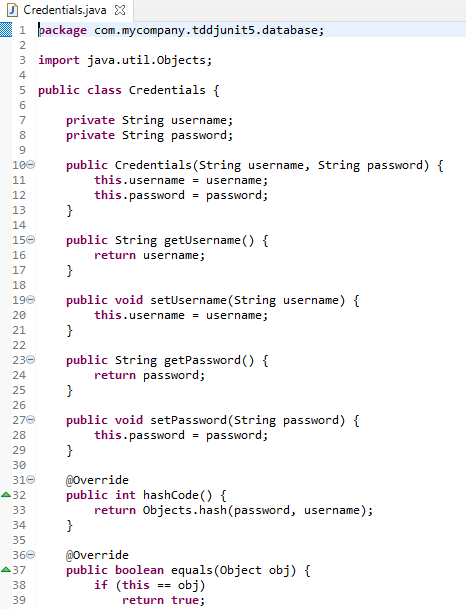 Credentials.java
1 package com.mycompany.tddjunit5.database;
2
3 import java.util.Objects;
4
5 public class Credentials {
6
7     private String username;
8     private String password;
9
10     public Credentials(String username, String password) {
11         this.username = username;
12         this.password = password;
13     }
14
15     public String getUsername() {
16         return username;
17     }
18
19     public void setUsername(String username) {
20         this.username = username;
21     }
22
23     public String getPassword() {
24         return password;
25     }
26
27     public void setPassword(String password) {
28         this.password = password;
29     }
30
31     @Override
32     public int hashCode() {
33         return Objects.hash(password, username);
34     }
35
36     @Override
37     public boolean equals(Object obj) {
38         if (this == obj)
39             return true;